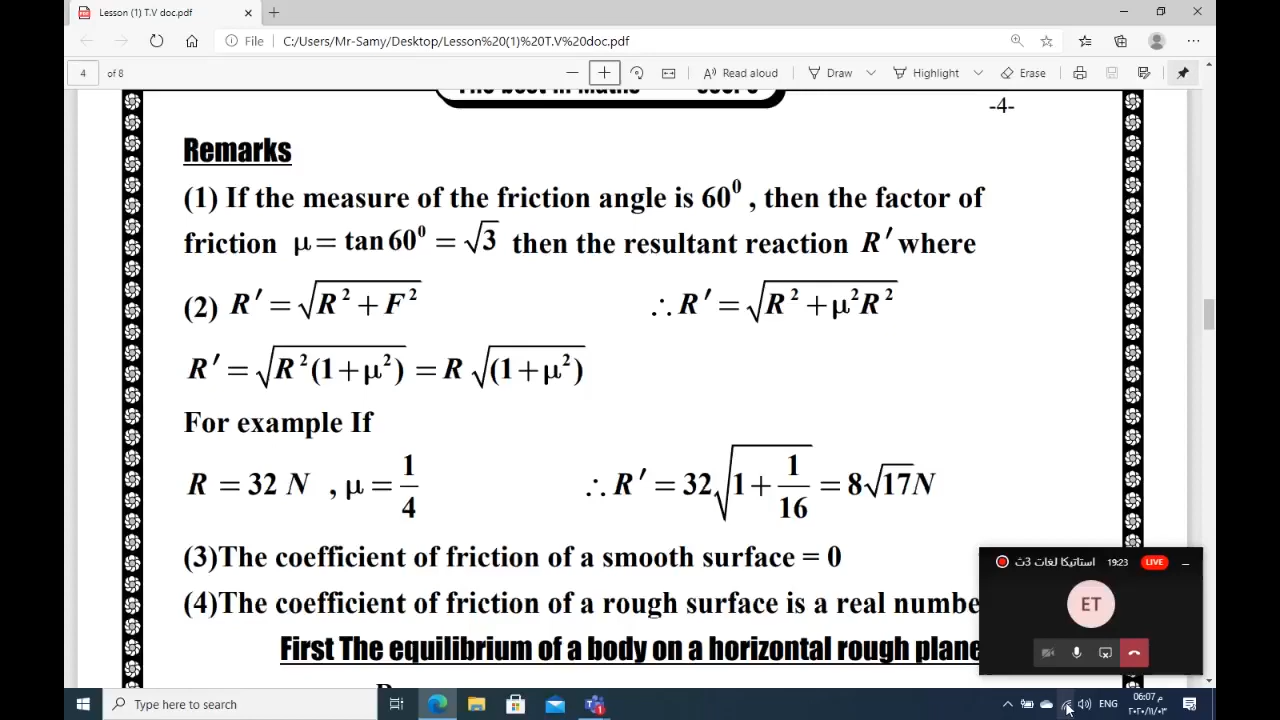 Lesson (1) T.V doc.pdf
File C:/Users/Mr-Samy/Desktop/Lesson%20(1)%20T.V%20doc.pdf
4 of 8 Read aloud Draw Highlight Erase
-4-
Remarks
(1) If the measure of the friction angle is 60⁰ , then the factor of
friction μ = tan 60⁰ = √3 then the resultant reaction R′ where
(2) R′ = √(R² + F²) ∴ R′ = √(R² + μ²R²)
R′ = √(R²(1 + μ²)) = R √(1 + μ²)
For example If
R = 32 N , μ = 1/4 ∴ R′ = 32√(1 + 1/16) = 8√17 N
(3)The coefficient of friction of a smooth surface = 0
(4)The coefficient of friction of a rough surface is a real numbe
First The equilibrium of a body on a horizontal rough plane
استاتيكا لغات 3ث 19:23 LIVE
ET
Type here to search
ENG
06:07 م
٢٠٢٠/١١/٠٣